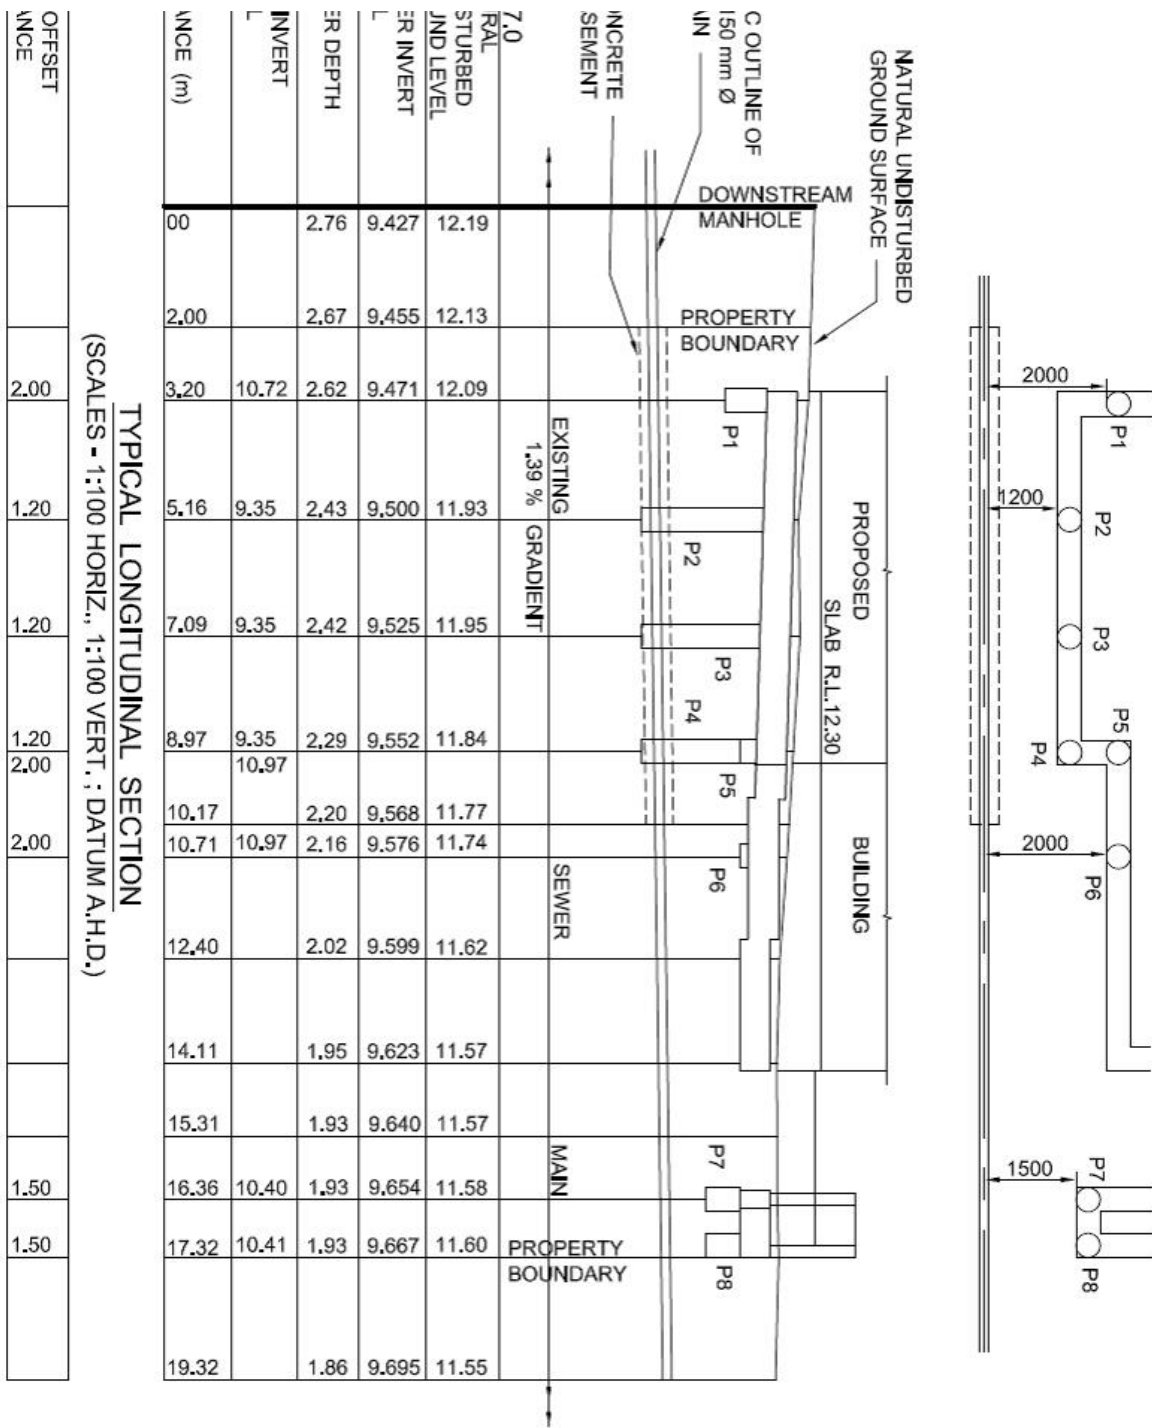 NATURAL UNDISTURBED
GROUND SURFACE
C OUTLINE OF
150 mm Ø
DOWNSTREAM
MANHOLE
PROPERTY
BOUNDARY
PROPOSED
BUILDING
SLAB R.L.12.30
2000
P1
1200
P2
P3
P4
P5
2000
P6
1500
P7
P8
P1
P2
P3
P4
P5
P6
P7
P8
EXISTING
SEWER
MAIN
1.39 % GRADIENT
PROPERTY
BOUNDARY
7.0
STURBED
UND LEVEL
12.19
12.13
12.09
11.93
11.95
11.84
11.77
11.74
11.62
11.57
11.57
11.58
11.60
11.55
ER INVERT
9.427
9.455
9.471
9.500
9.525
9.552
9.568
9.576
9.599
9.623
9.640
9.654
9.667
9.695
ER DEPTH
2.76
2.67
2.62
2.43
2.42
2.29
2.20
2.16
2.02
1.95
1.93
1.93
1.93
1.86
INVERT
10.72
9.35
9.35
9.35
10.97
10.97
10.40
10.41
ANCE (m)
00
2.00
3.20
5.16
7.09
8.97
10.17
10.71
12.40
14.11
15.31
16.36
17.32
19.32
TYPICAL LONGITUDINAL SECTION
(SCALES - 1:100 HORIZ., 1:100 VERT. ; DATUM A.H.D.)
OFFSET
ANCE
2.00
1.20
1.20
1.20
2.00
2.00
1.50
1.50